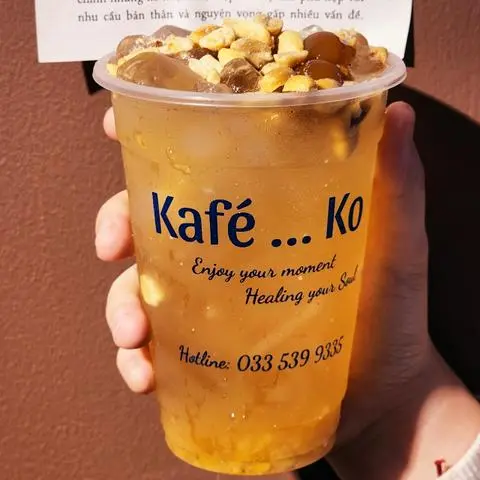 nhu cầu bản thân và nguyện vọng gặp nhiều vấn đề.
Kafé ... Ko
Enjoy your moment
Healing your Soul
Hotline: 033 539 9335